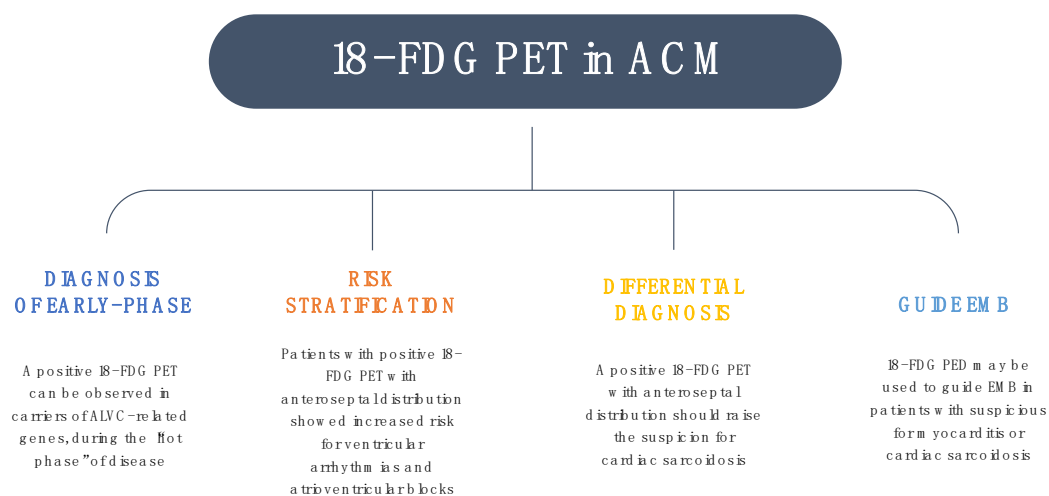 18-FDG PET in ACM
DIAGNOSIS
OF EARLY-PHASE
A positive 18-FDG PET
can be observed in
carriers of ALVC-related
genes, during the "hot
phase" of disease
RISK
STRATIFICATION
Patients with positive 18-
FDG PET with
anteroseptal distribution
showed increased risk
for ventricular
arrhythmias and
atrioventricular blocks
DIFFERENTIAL
DIAGNOSIS
A positive 18-FDG PET
with anteroseptal
distribution should raise
the suspicion for
cardiac sarcoidosis
GUIDE EMB
18-FDG PED may be
used to guide EMB in
patients with suspicious
for myocarditis or
cardiac sarcoidosis